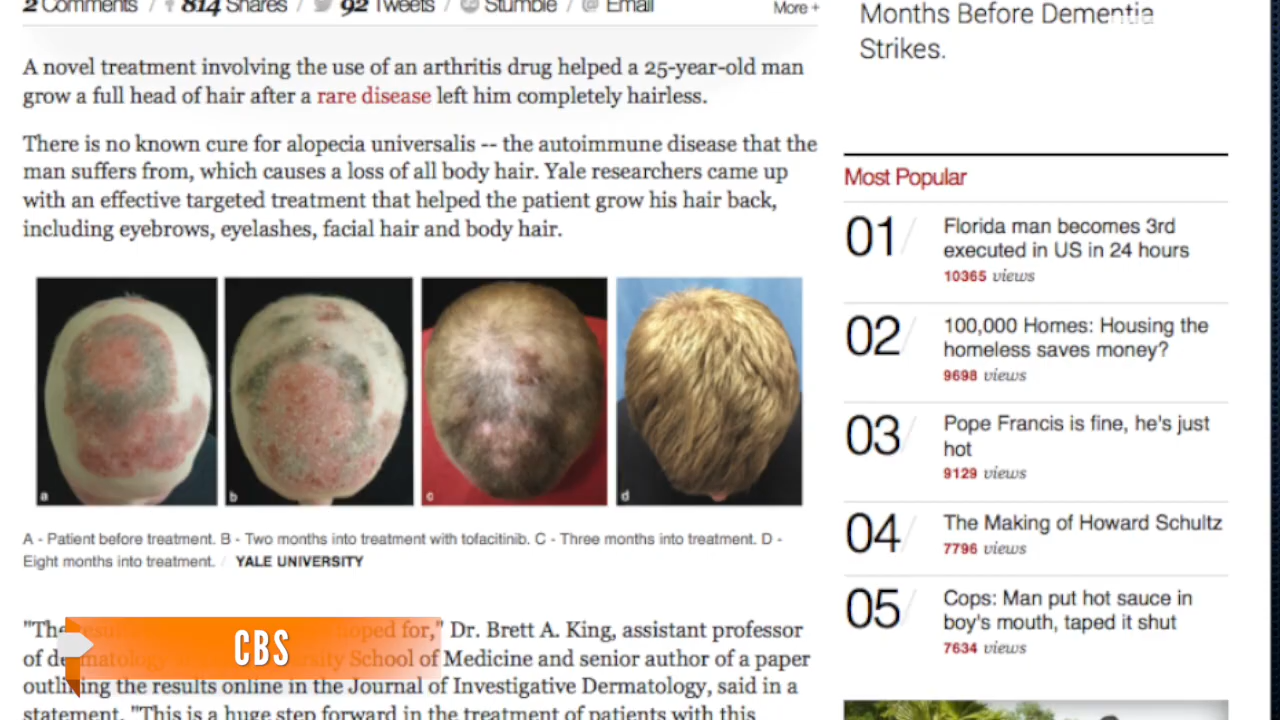 2 Comments / 814 Shares / 92 Tweets / Stumble / @ Email More +
A novel treatment involving the use of an arthritis drug helped a 25-year-old man
grow a full head of hair after a rare disease left him completely hairless.
There is no known cure for alopecia universalis -- the autoimmune disease that the
man suffers from, which causes a loss of all body hair. Yale researchers came up
with an effective targeted treatment that helped the patient grow his hair back,
including eyebrows, eyelashes, facial hair and body hair.
a b c d
A - Patient before treatment. B - Two months into treatment with tofacitinib. C - Three months into treatment. D -
Eight months into treatment. / YALE UNIVERSITY
"The hoped for," Dr. Brett A. King, assistant professor
of dermatology School of Medicine and senior author of a paper
outlining the results online in the Journal of Investigative Dermatology, said in a
statement. "This is a huge step forward in the treatment of patients with this
CBS
Months Before Dementia
Strikes.
Most Popular
01 / Florida man becomes 3rd
executed in US in 24 hours
10365 views
02 / 100,000 Homes: Housing the
homeless saves money?
9698 views
03 / Pope Francis is fine, he's just
hot
9129 views
04 / The Making of Howard Schultz
7796 views
05 / Cops: Man put hot sauce in
boy's mouth, taped it shut
7634 views